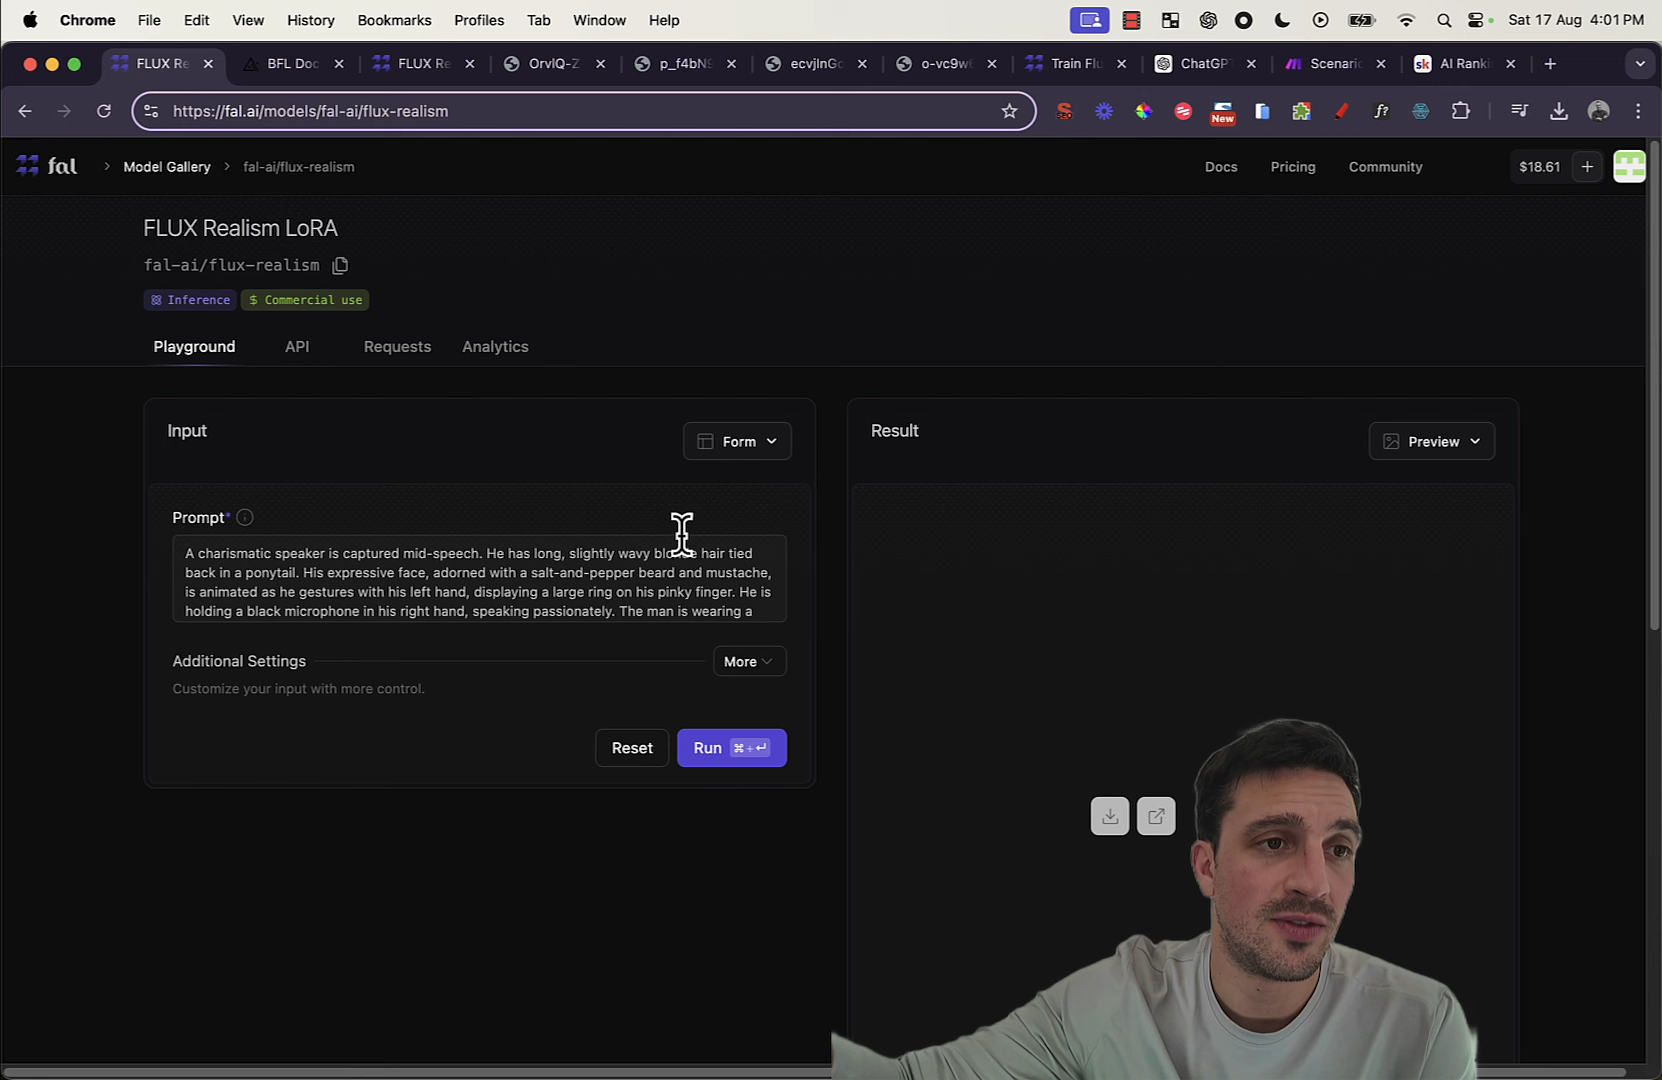 Chrome File Edit View History Bookmarks Profiles Tab Window Help Sat 17 Aug 4:01 PM
FLUX Re BFL Doc FLUX Re OrvIQ-Z p_f4bN9 ecvjlnGc o-vc9w6 Train Flu ChatGPT Scenario sk AI Ranki
https://fal.ai/models/fal-ai/flux-realism New f?
fal Model Gallery fal-ai/flux-realism Docs Pricing Community $18.61 +
FLUX Realism LoRA
fal-ai/flux-realism
Inference $ Commercial use
Playground API Requests Analytics
Input Form Result Preview
Prompt*
A charismatic speaker is captured mid-speech. He has long, slightly wavy blonde hair tied
back in a ponytail. His expressive face, adorned with a salt-and-pepper beard and mustache,
is animated as he gestures with his left hand, displaying a large ring on his pinky finger. He is
holding a black microphone in his right hand, speaking passionately. The man is wearing a
Additional Settings More
Customize your input with more control.
Reset Run ⌘+↵